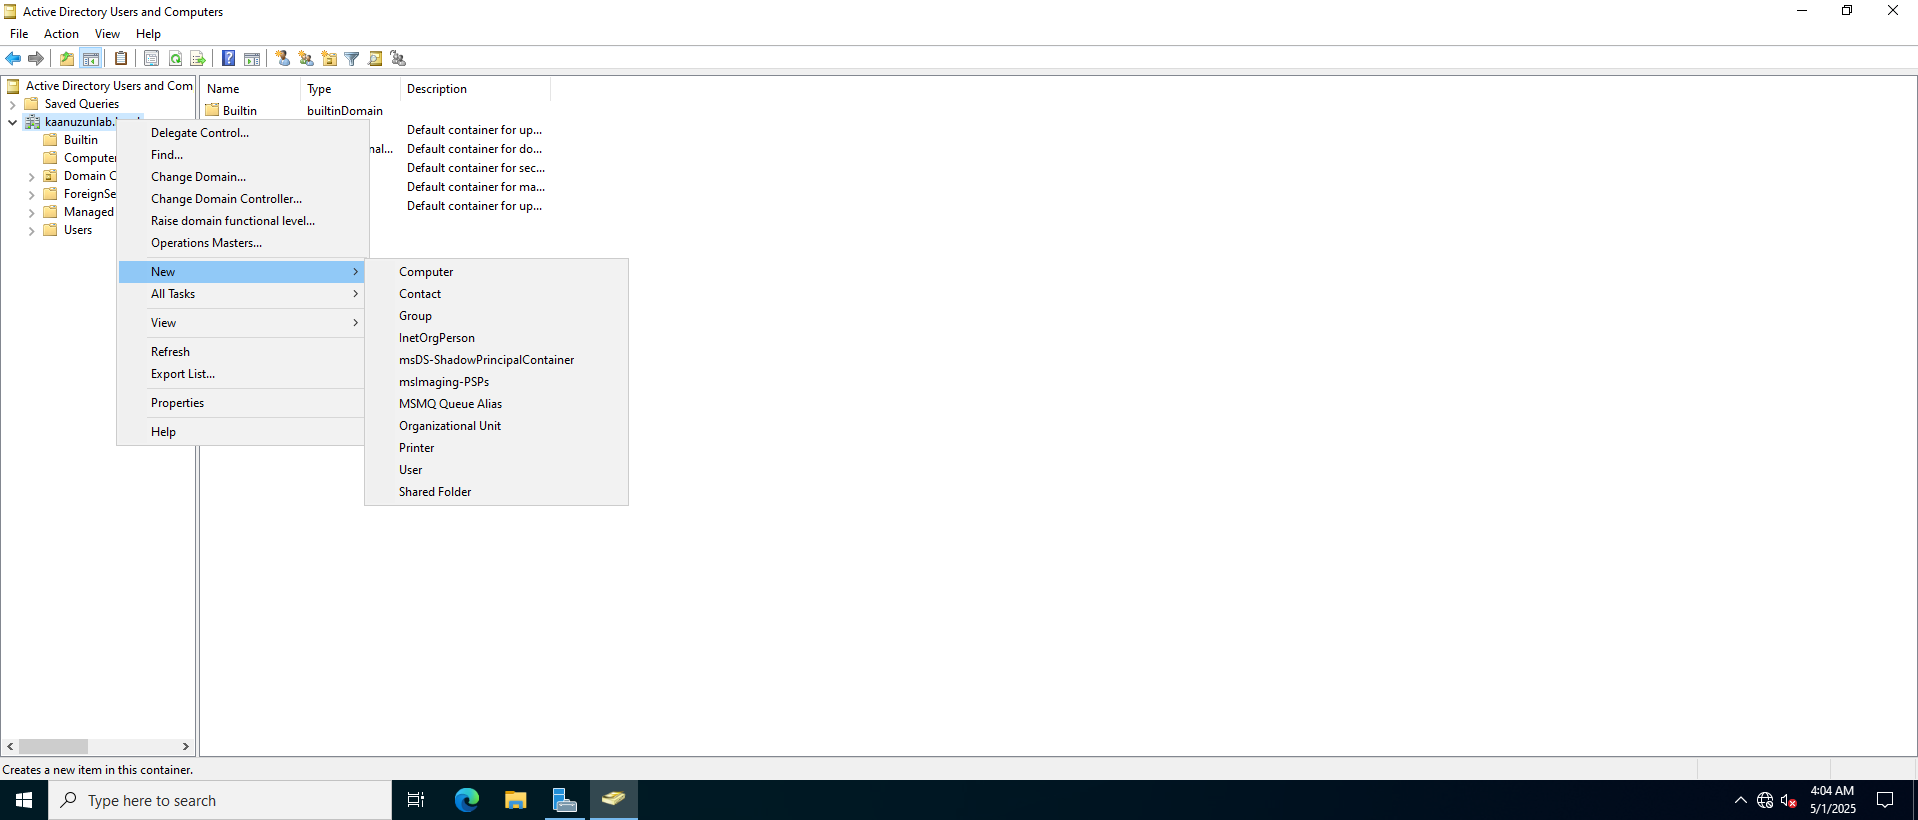 Active Directory Users and Computers
File Action View Help
Active Directory Users and Com
Saved Queries
kaanuzunlab.
Builtin
Computer
Domain C
ForeignSe
Managed
Users
Name Type Description
Builtin builtinDomain
Default container for up...
nal... Default container for do...
Default container for sec...
Default container for ma...
Default container for up...
Delegate Control...
Find...
Change Domain...
Change Domain Controller...
Raise domain functional level...
Operations Masters...
New
All Tasks
View
Refresh
Export List...
Properties
Help
Computer
Contact
Group
InetOrgPerson
msDS-ShadowPrincipalContainer
msImaging-PSPs
MSMQ Queue Alias
Organizational Unit
Printer
User
Shared Folder
Creates a new item in this container.
Type here to search
4:04 AM
5/1/2025